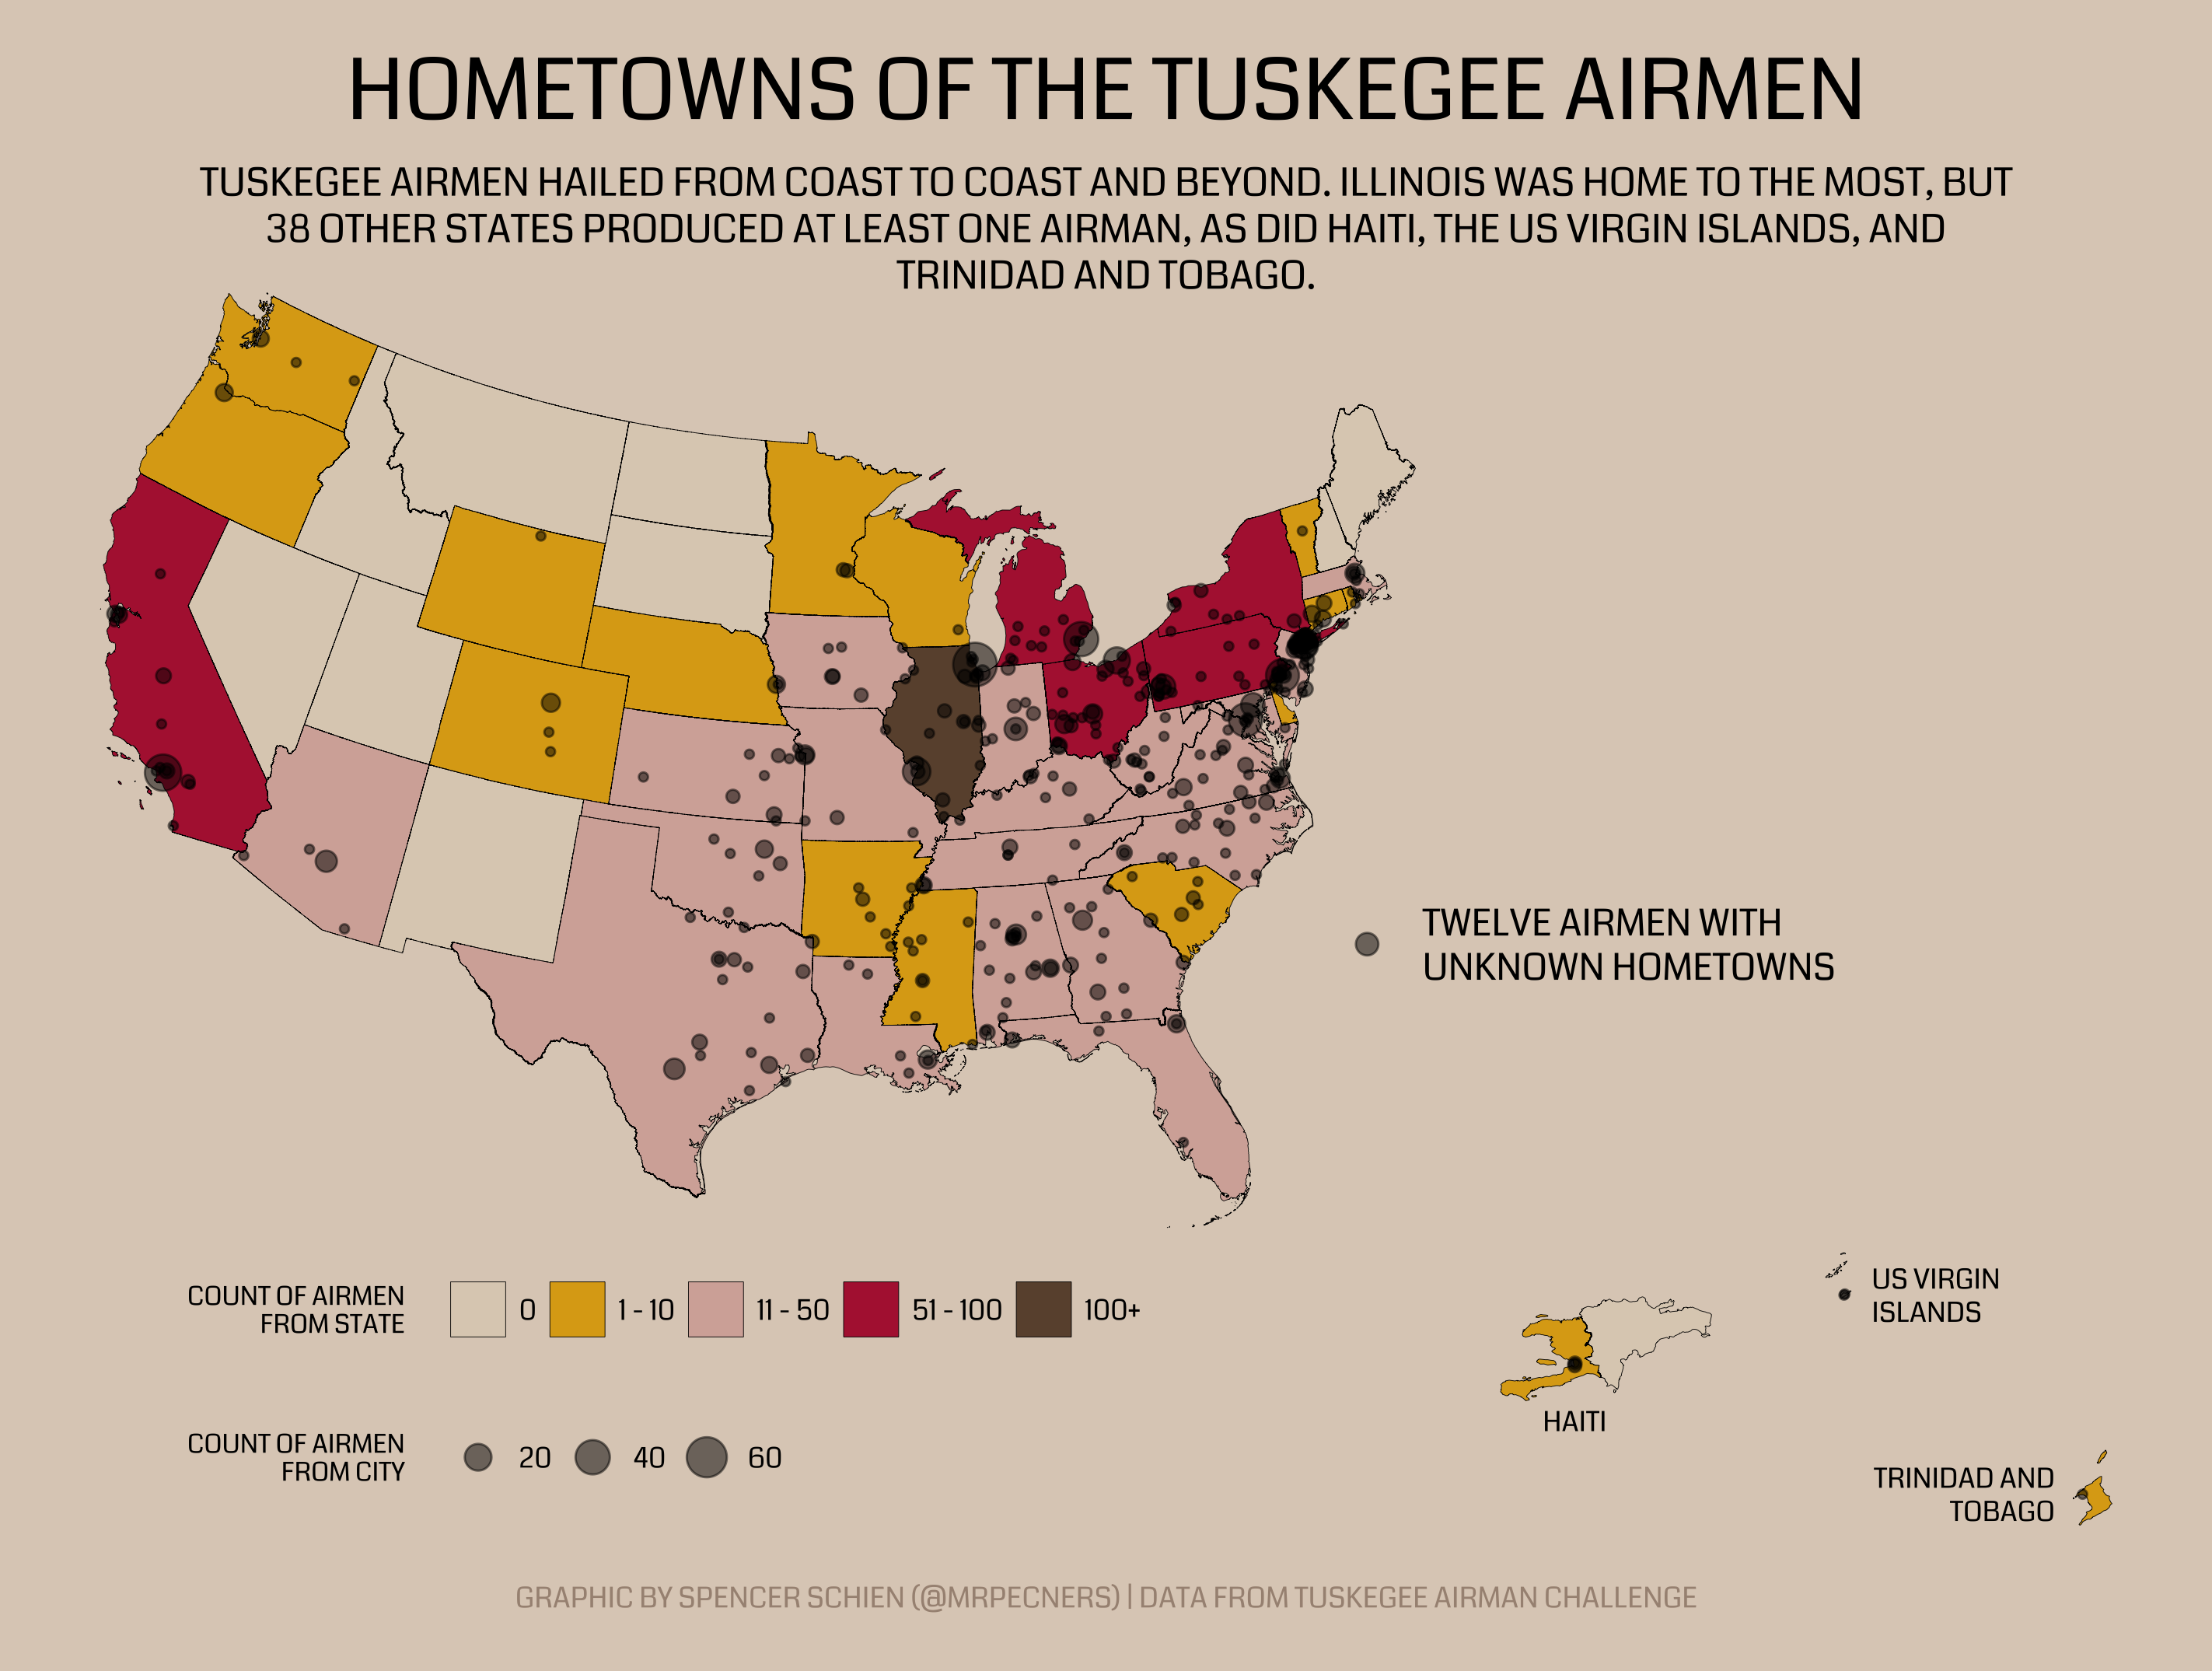 HOMETOWNS OF THE TUSKEGEE AIRMEN
TUSKEGEE AIRMEN HAILED FROM COAST TO COAST AND BEYOND. ILLINOIS WAS HOME TO THE MOST, BUT
38 OTHER STATES PRODUCED AT LEAST ONE AIRMAN, AS DID HAITI, THE US VIRGIN ISLANDS, AND
TRINIDAD AND TOBAGO.
TWELVE AIRMEN WITH
UNKNOWN HOMETOWNS
COUNT OF AIRMEN
FROM STATE
0
1 - 10
11 - 50
51 - 100
100+
COUNT OF AIRMEN
FROM CITY
20
40
60
US VIRGIN
ISLANDS
HAITI
TRINIDAD AND
TOBAGO
GRAPHIC BY SPENCER SCHIEN (@MRPECNERS) | DATA FROM TUSKEGEE AIRMAN CHALLENGE